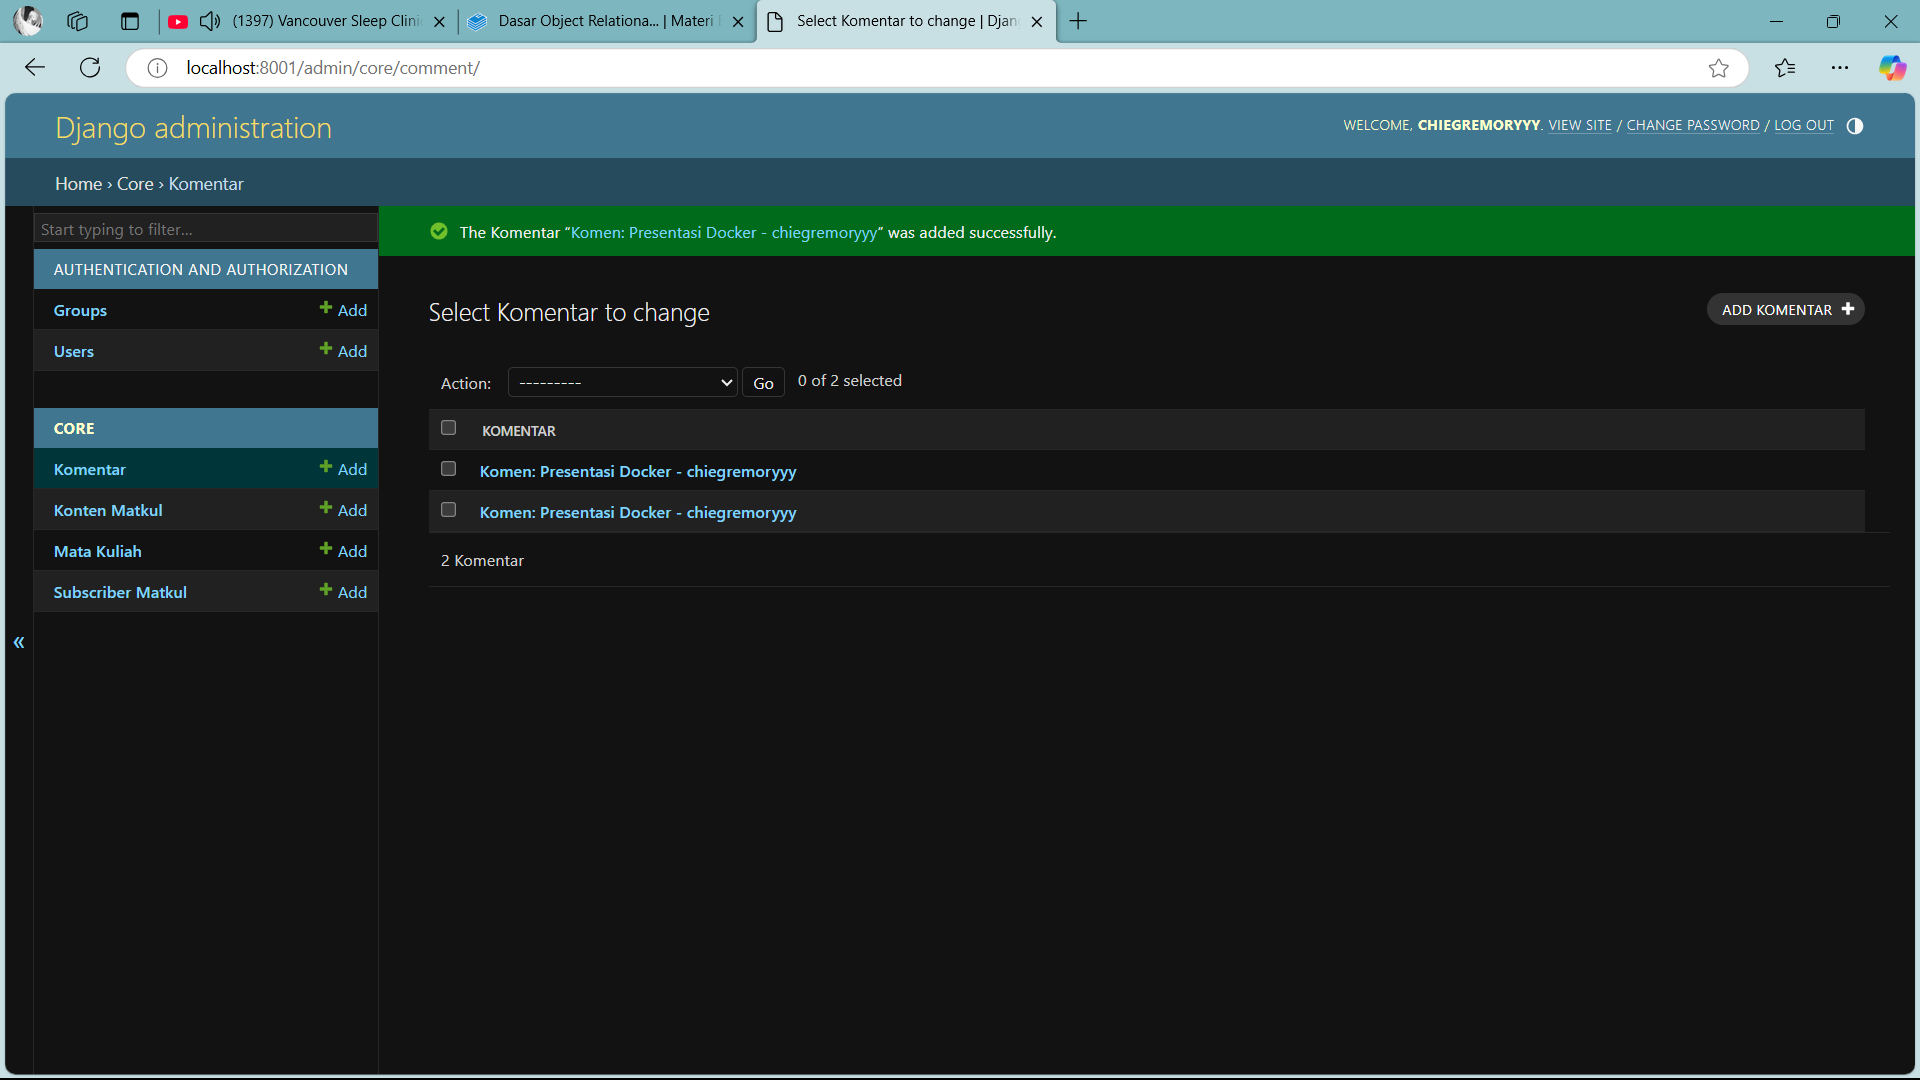 (1397) Vancouver Sleep Clini
Dasar Object Relationa... | Materi
Select Komentar to change | Djan
localhost:8001/admin/core/comment/
Django administration
WELCOME, CHIEGREMORYYY. VIEW SITE / CHANGE PASSWORD / LOG OUT
Home › Core › Komentar
Start typing to filter...
The Komentar “Komen: Presentasi Docker - chiegremoryyy” was added successfully.
AUTHENTICATION AND AUTHORIZATION
Groups Add
Users Add
CORE
Komentar Add
Konten Matkul Add
Mata Kuliah Add
Subscriber Matkul Add
«
Select Komentar to change
ADD KOMENTAR
Action: --------- Go 0 of 2 selected
KOMENTAR
Komen: Presentasi Docker - chiegremoryyy
Komen: Presentasi Docker - chiegremoryyy
2 Komentar